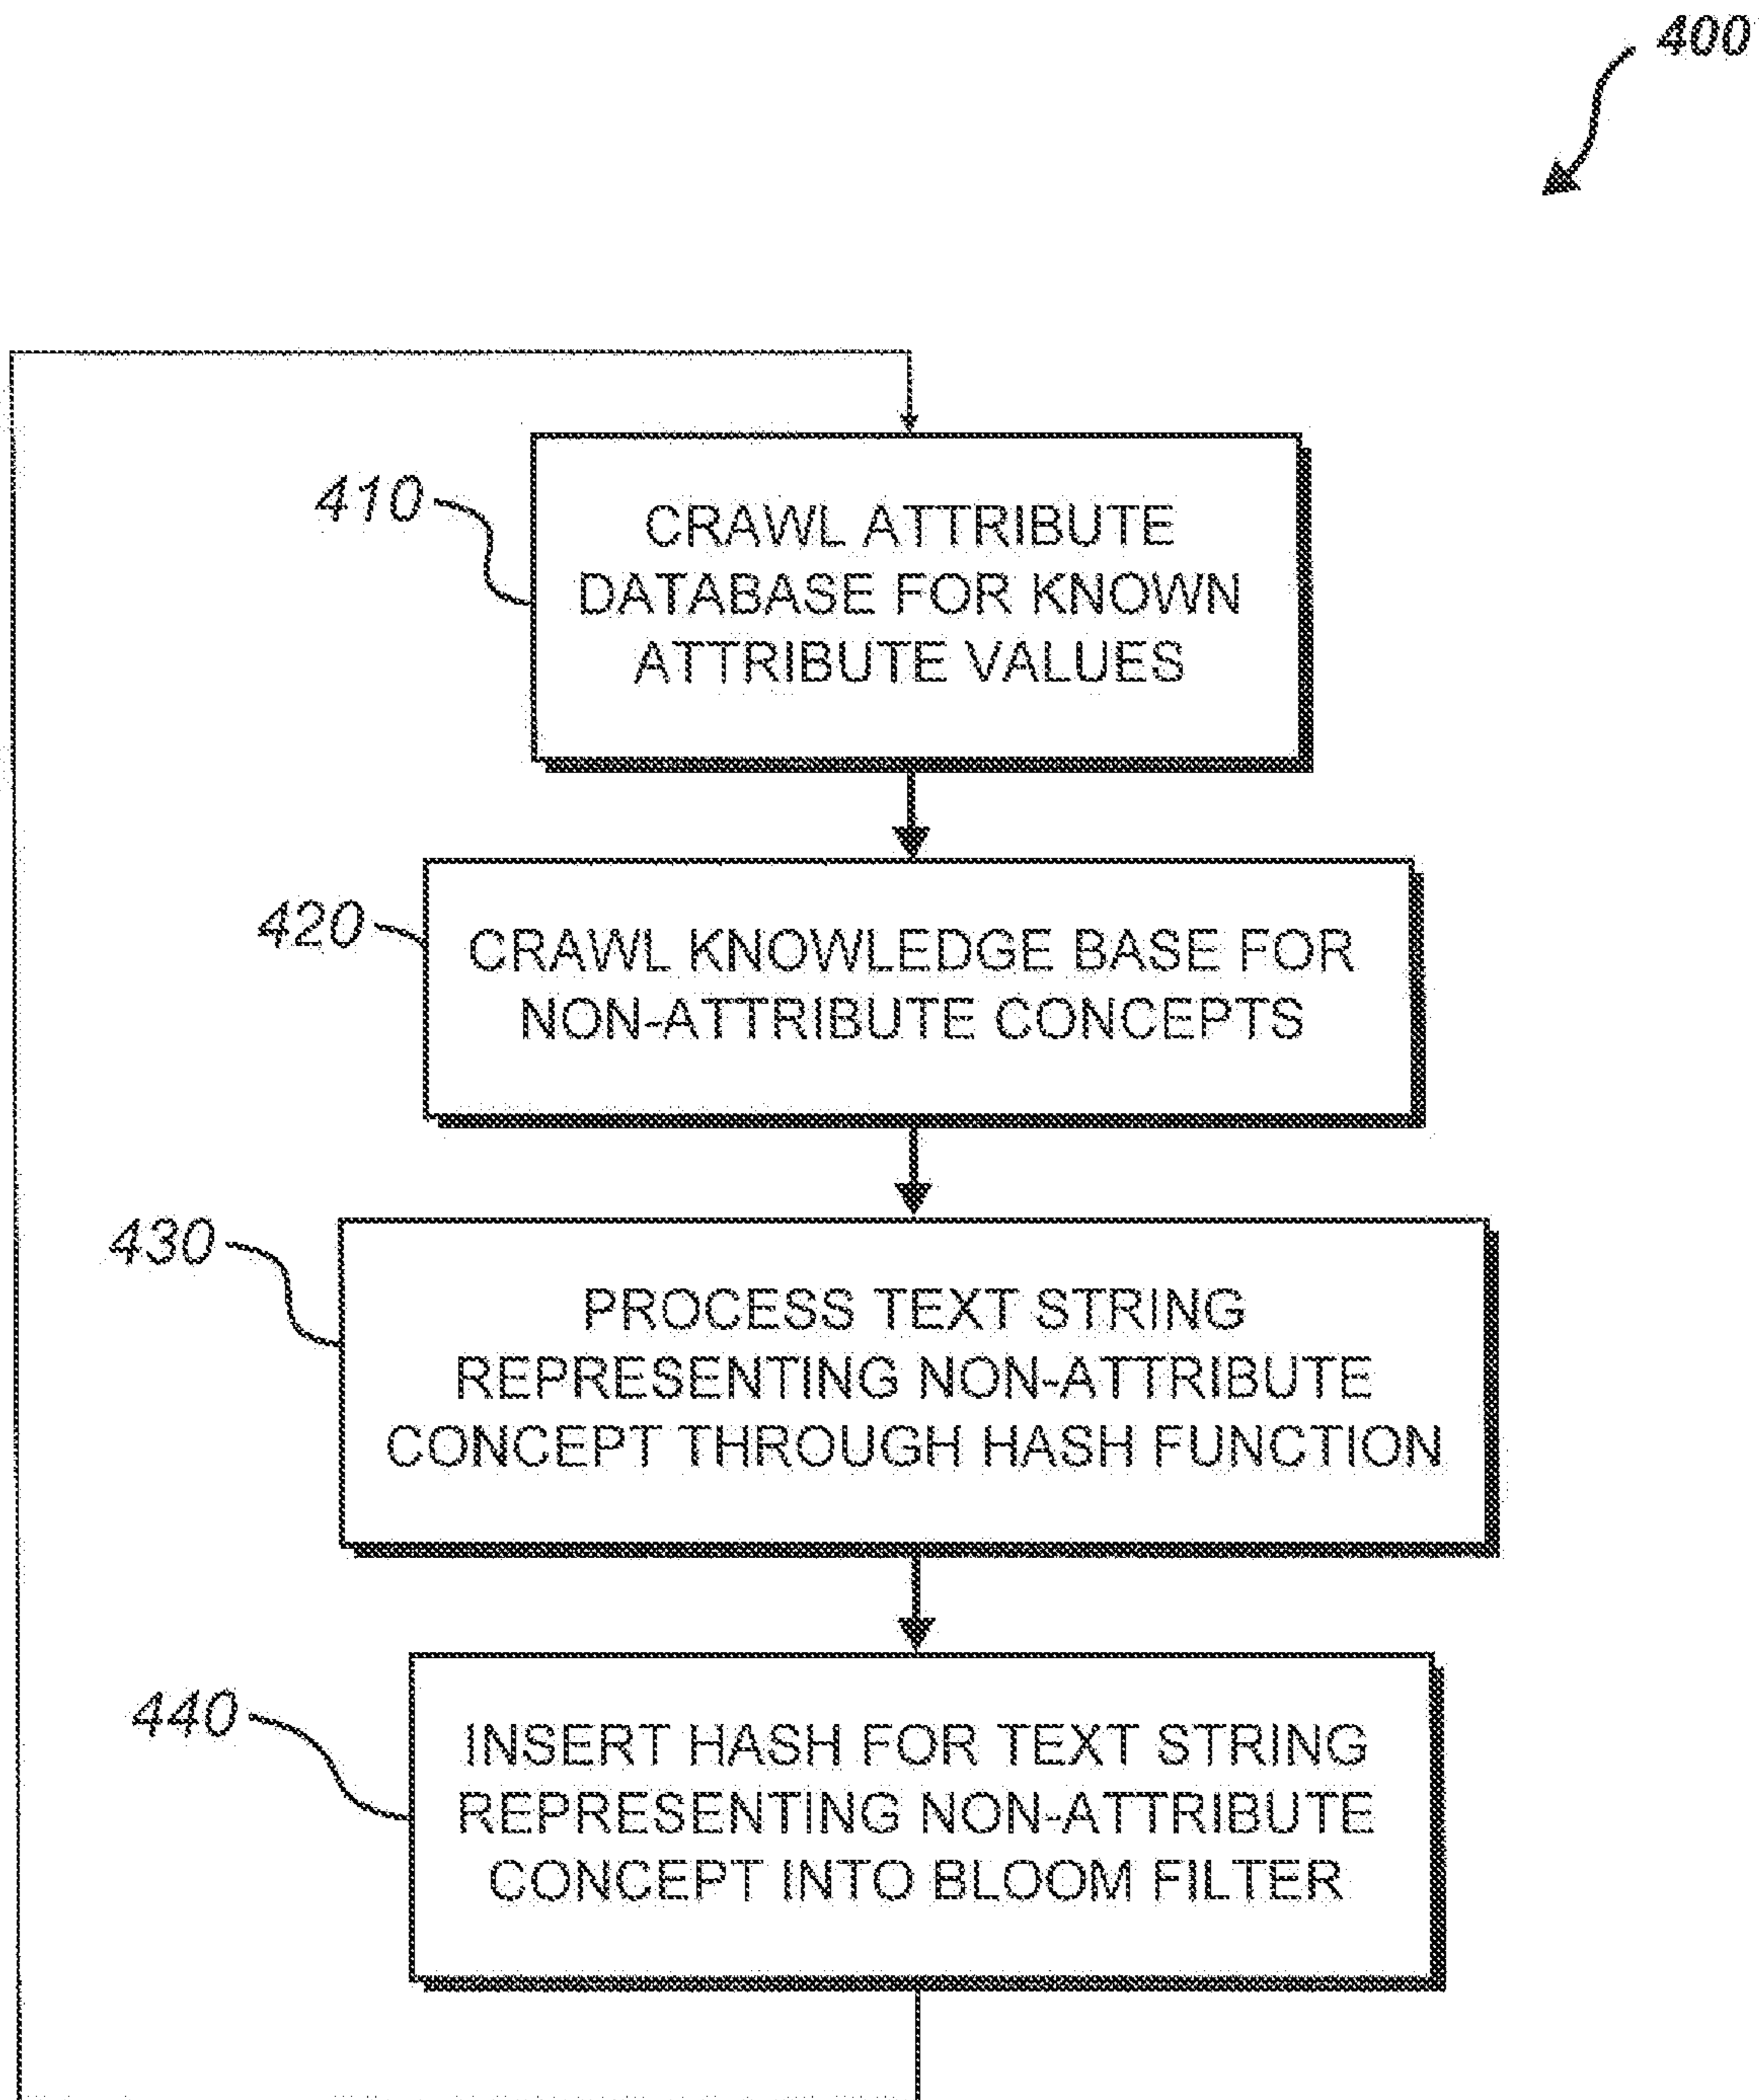 400
410
CRAWL ATTRIBUTE
DATABASE FOR KNOWN
ATTRIBUTE VALUES
420
CRAWL KNOWLEDGE BASE FOR
NON-ATTRIBUTE CONCEPTS
430
PROCESS TEXT STRING
REPRESENTING NON-ATTRIBUTE
CONCEPT THROUGH HASH FUNCTION
440
INSERT HASH FOR TEXT STRING
REPRESENTING NON-ATTRIBUTE
CONCEPT INTO BLOOM FILTER